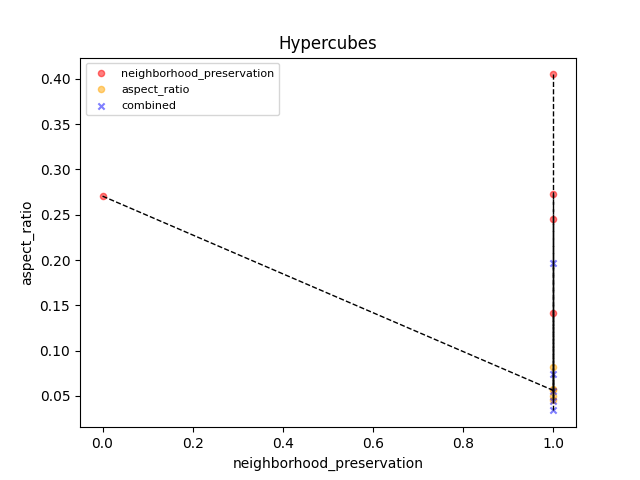 Hypercubes
neighborhood_preservation
aspect_ratio
combined
0.40
0.35
0.30
0.25
0.20
0.15
0.10
0.05
aspect_ratio
0.0
0.2
0.4
0.6
0.8
1.0
neighborhood_preservation